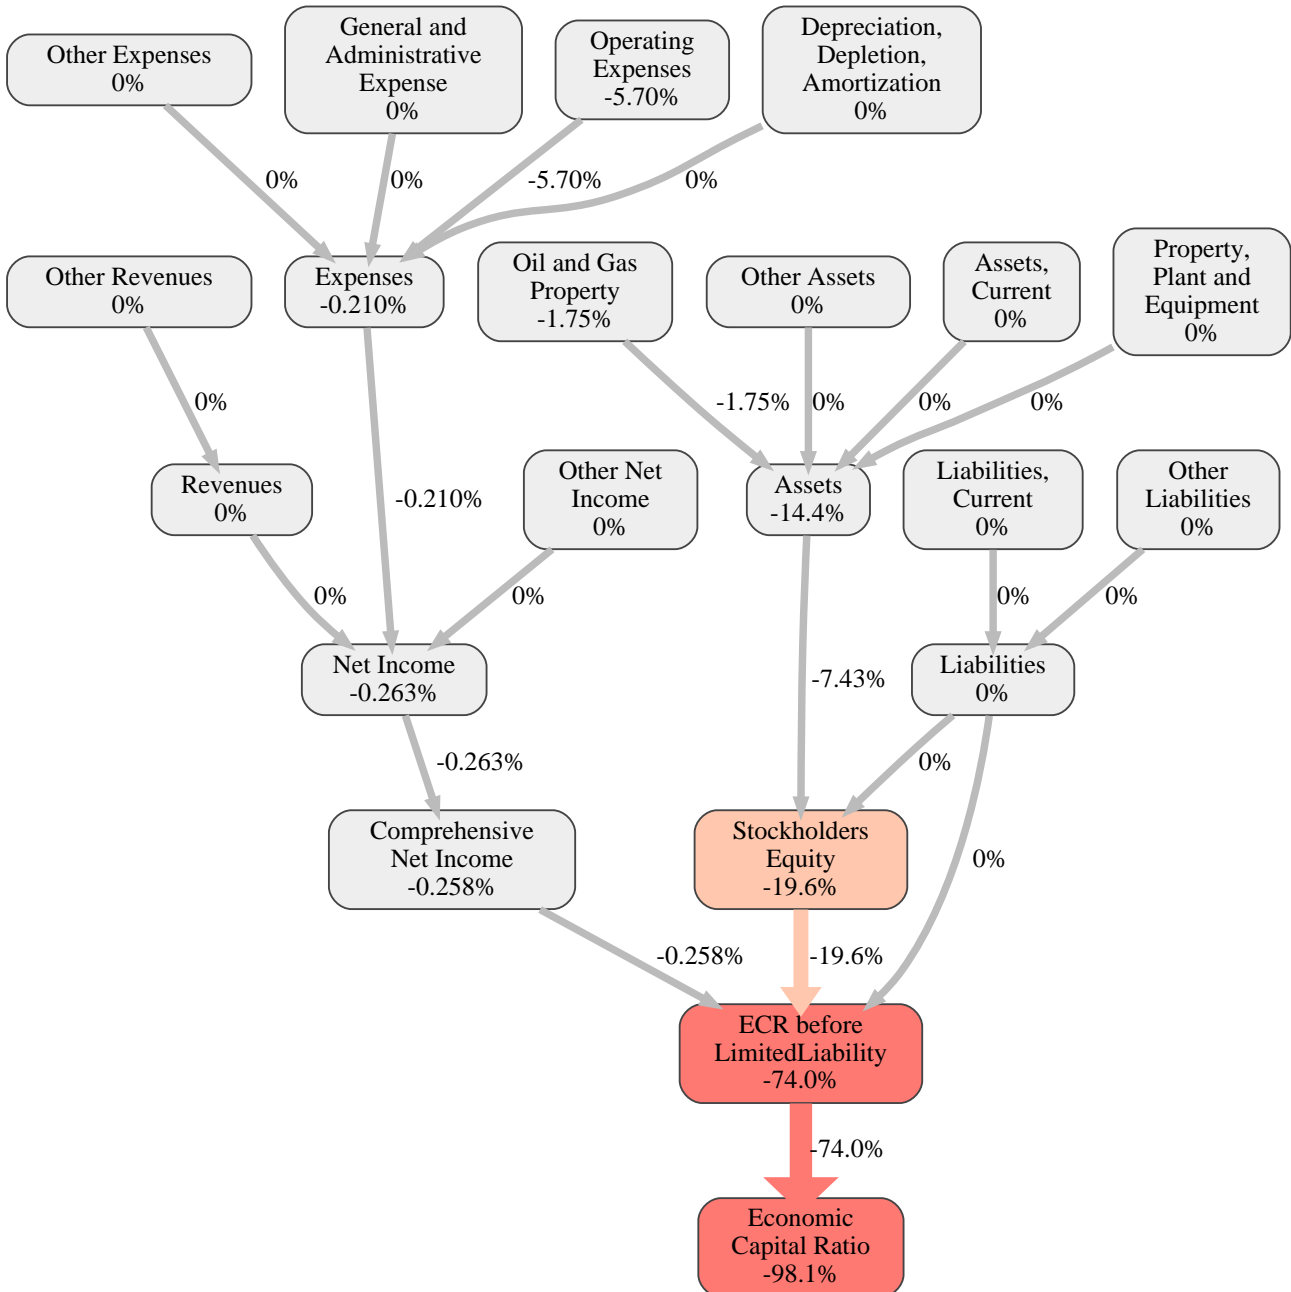 Other Expenses
0%
General and
Administrative
Expense
0%
Operating
Expenses
-5.70%
Depreciation,
Depletion,
Amortization
0%
0%
0%
-5.70%
0%
Other Revenues
0%
Expenses
-0.210%
Oil and Gas
Property
-1.75%
Other Assets
0%
Assets,
Current
0%
Property,
Plant and
Equipment
0%
0%
-1.75%
0%
0%
0%
Revenues
0%
-0.210%
Other Net
Income
0%
Assets
-14.4%
Liabilities,
Current
0%
Other
Liabilities
0%
0%
0%
0%
0%
Net Income
-0.263%
-7.43%
Liabilities
0%
-0.263%
0%
Comprehensive
Net Income
-0.258%
Stockholders
Equity
-19.6%
0%
-0.258%
-19.6%
ECR before
LimitedLiability
-74.0%
-74.0%
Economic
Capital Ratio
-98.1%